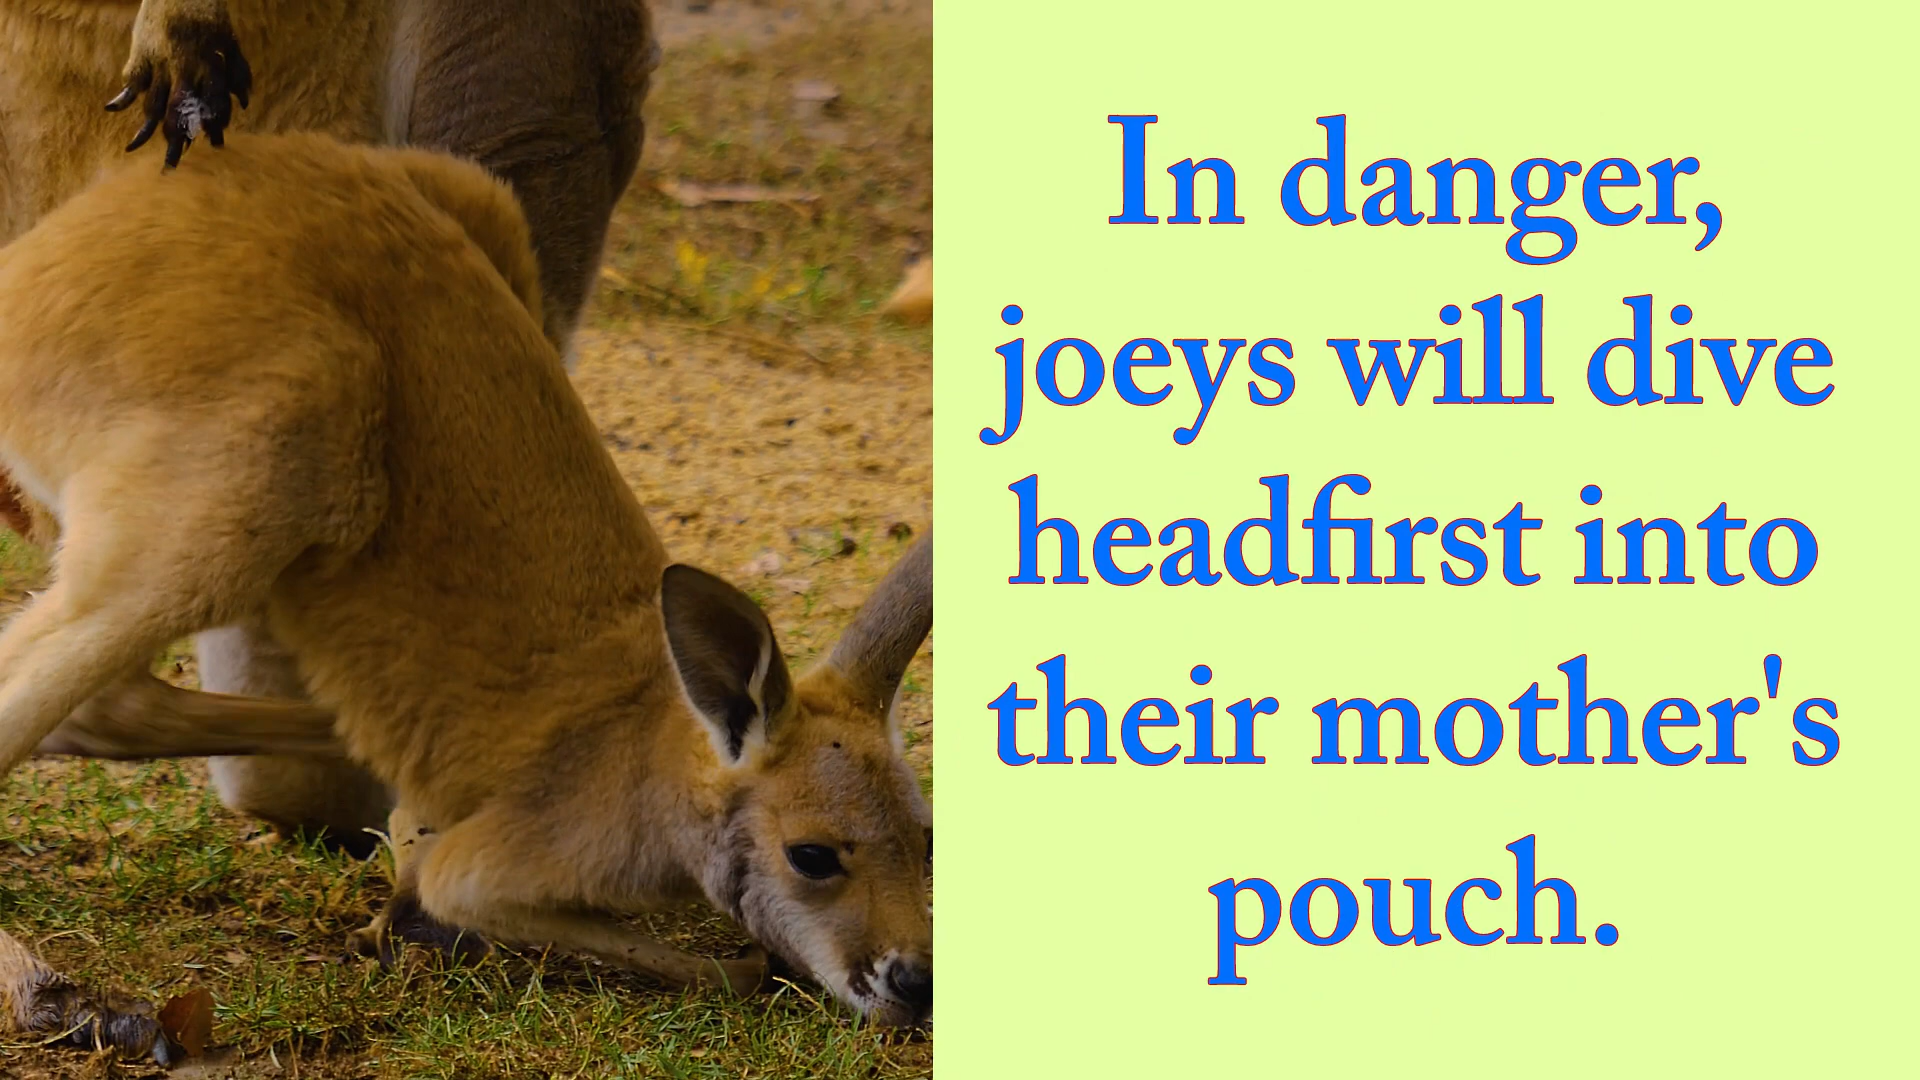 In danger,
joeys will dive
headfirst into
their mother's
pouch.